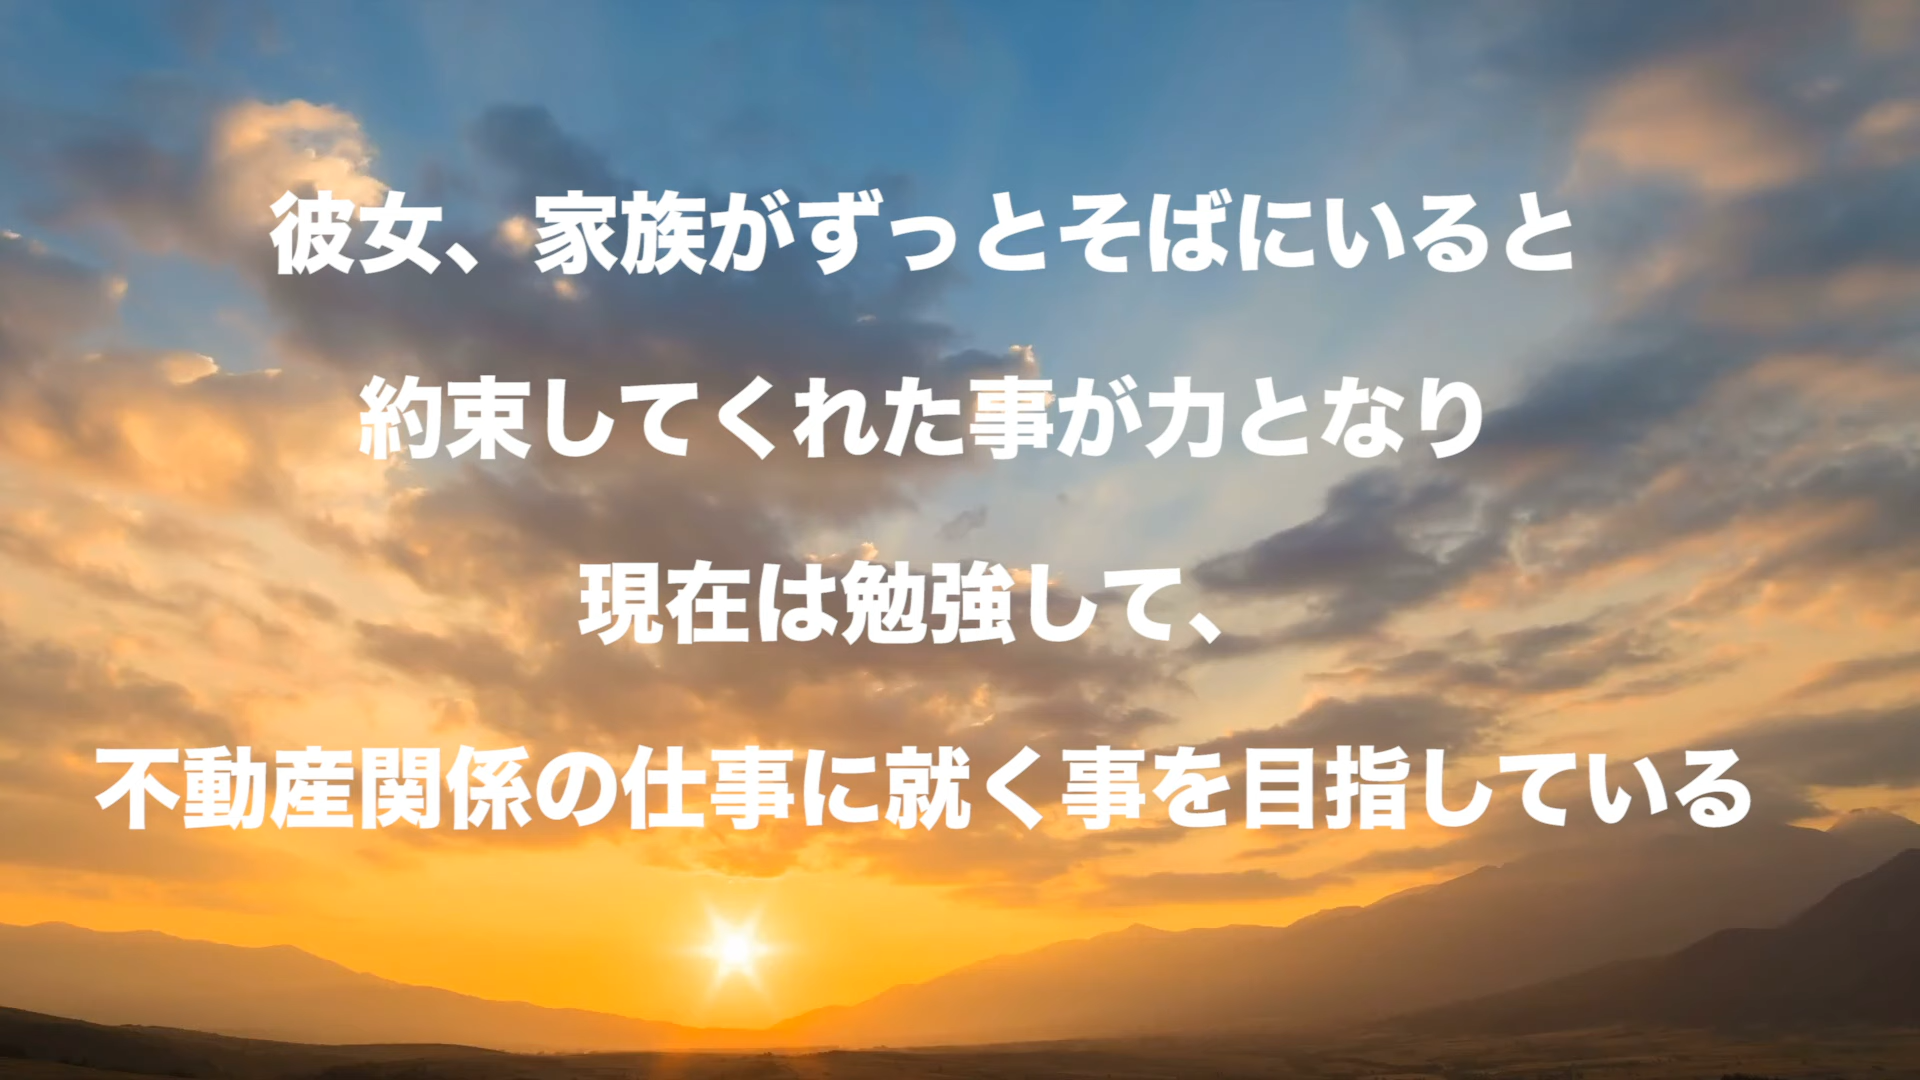 彼女、家族がずっとそばにいると
約束してくれた事が力となり
現在は勉強して、
不動産関係の仕事に就く事を目指している